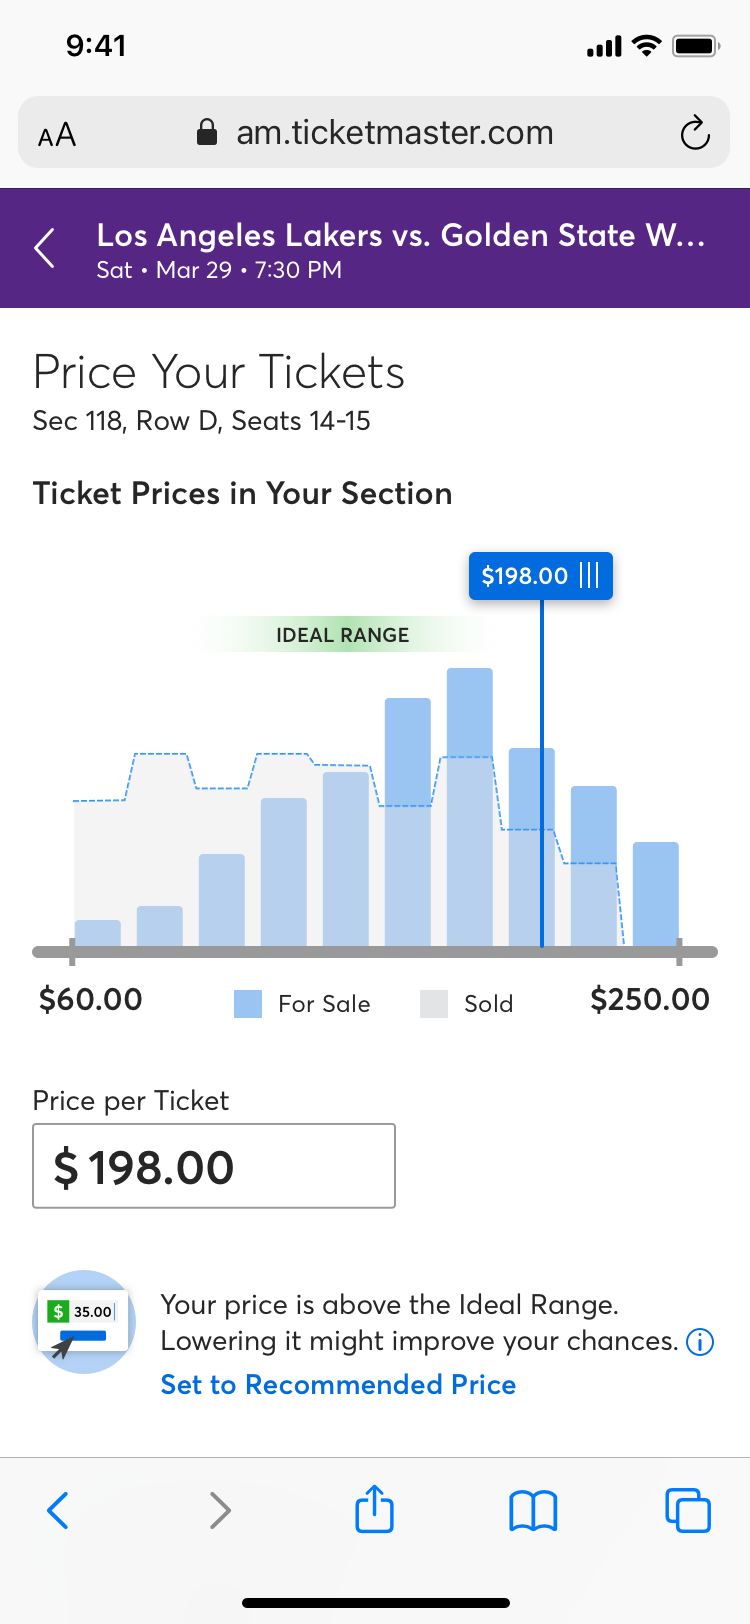 9:41
AA
am.ticketmaster.com
Los Angeles Lakers vs. Golden State W...
Sat • Mar 29 • 7:30 PM
Price Your Tickets
Sec 118, Row D, Seats 14-15
Ticket Prices in Your Section
$198.00
IDEAL RANGE
$60.00
For Sale
Sold
$250.00
Price per Ticket
$ 198.00
$ 35.00
Your price is above the Ideal Range.
Lowering it might improve your chances.
Set to Recommended Price